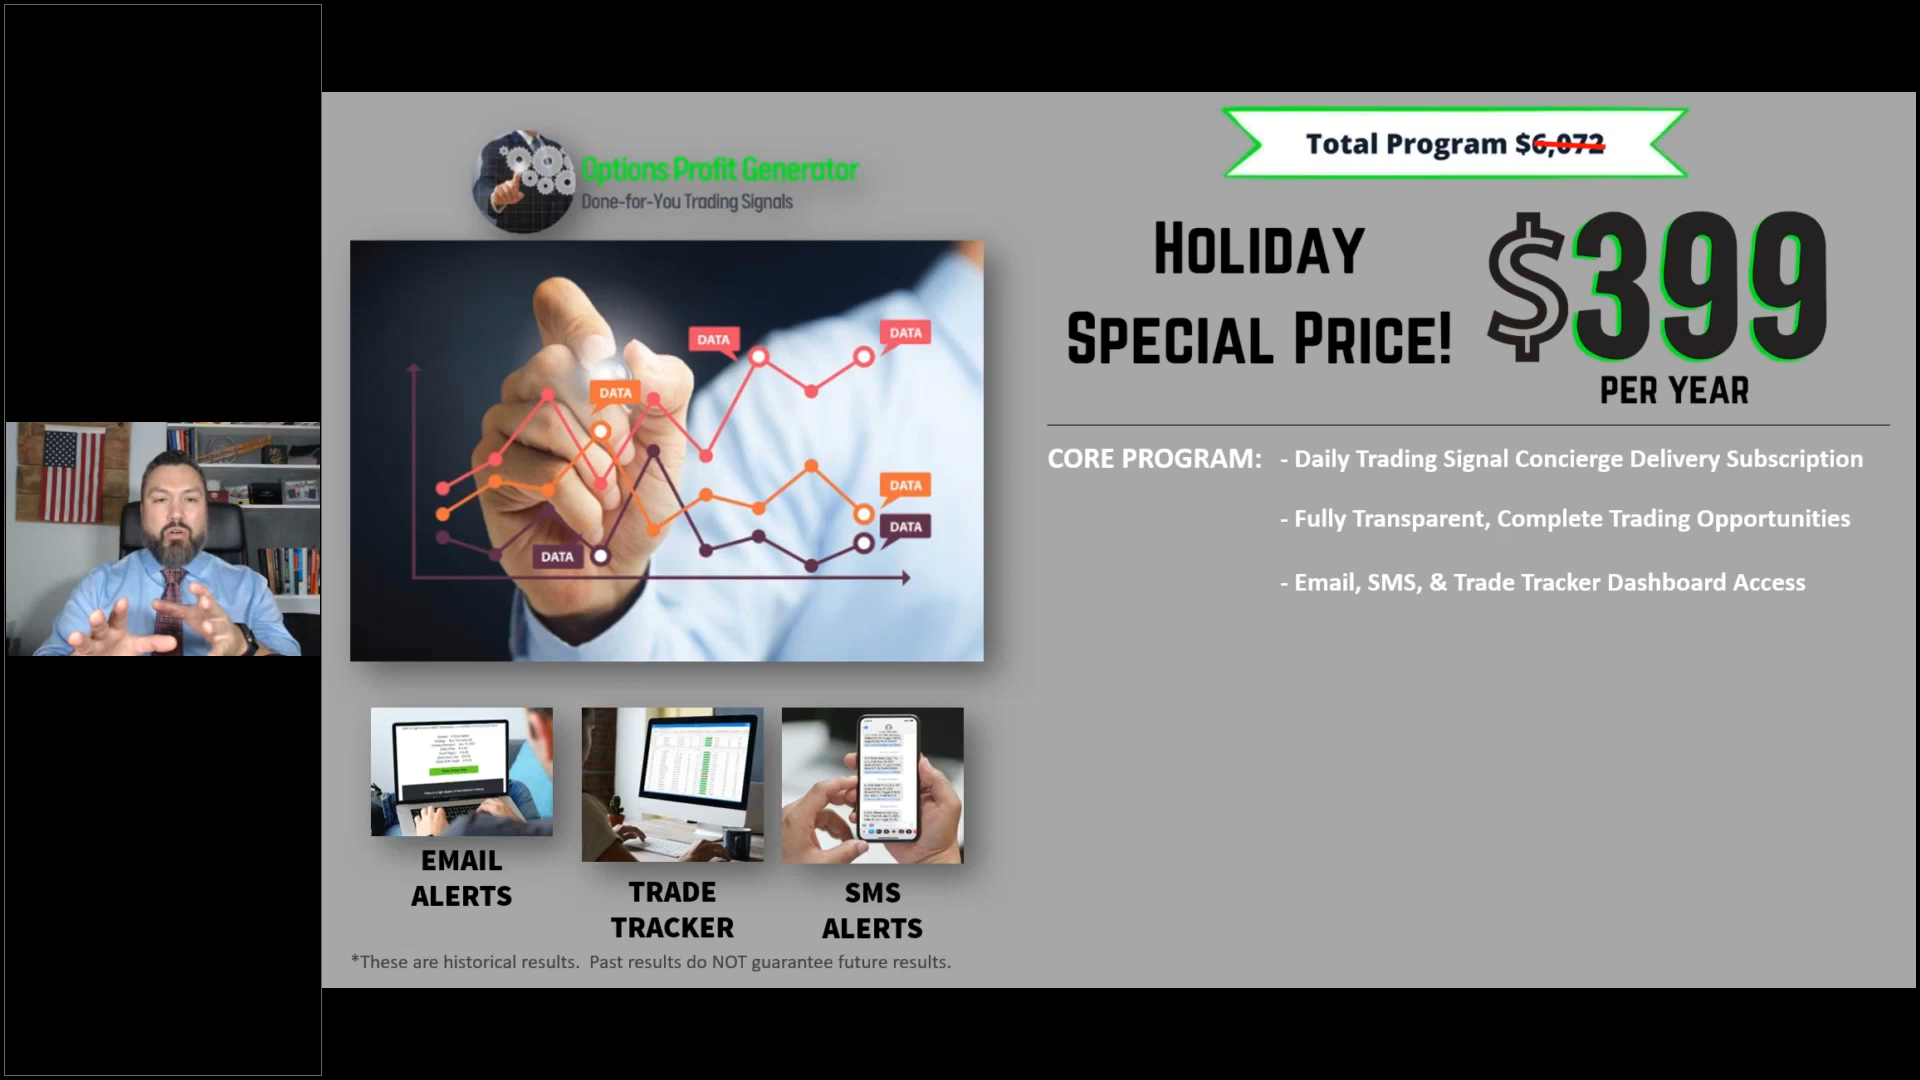 Options Profit Generator
Done-for-You Trading Signals
Total Program $6,072
HOLIDAY
SPECIAL PRICE!
$399
PER YEAR
DATA
DATA
DATA
DATA
DATA
DATA
CORE PROGRAM: - Daily Trading Signal Concierge Delivery Subscription
- Fully Transparent, Complete Trading Opportunities
- Email, SMS, & Trade Tracker Dashboard Access
EMAIL
ALERTS
TRADE
TRACKER
SMS
ALERTS
*These are historical results. Past results do NOT guarantee future results.